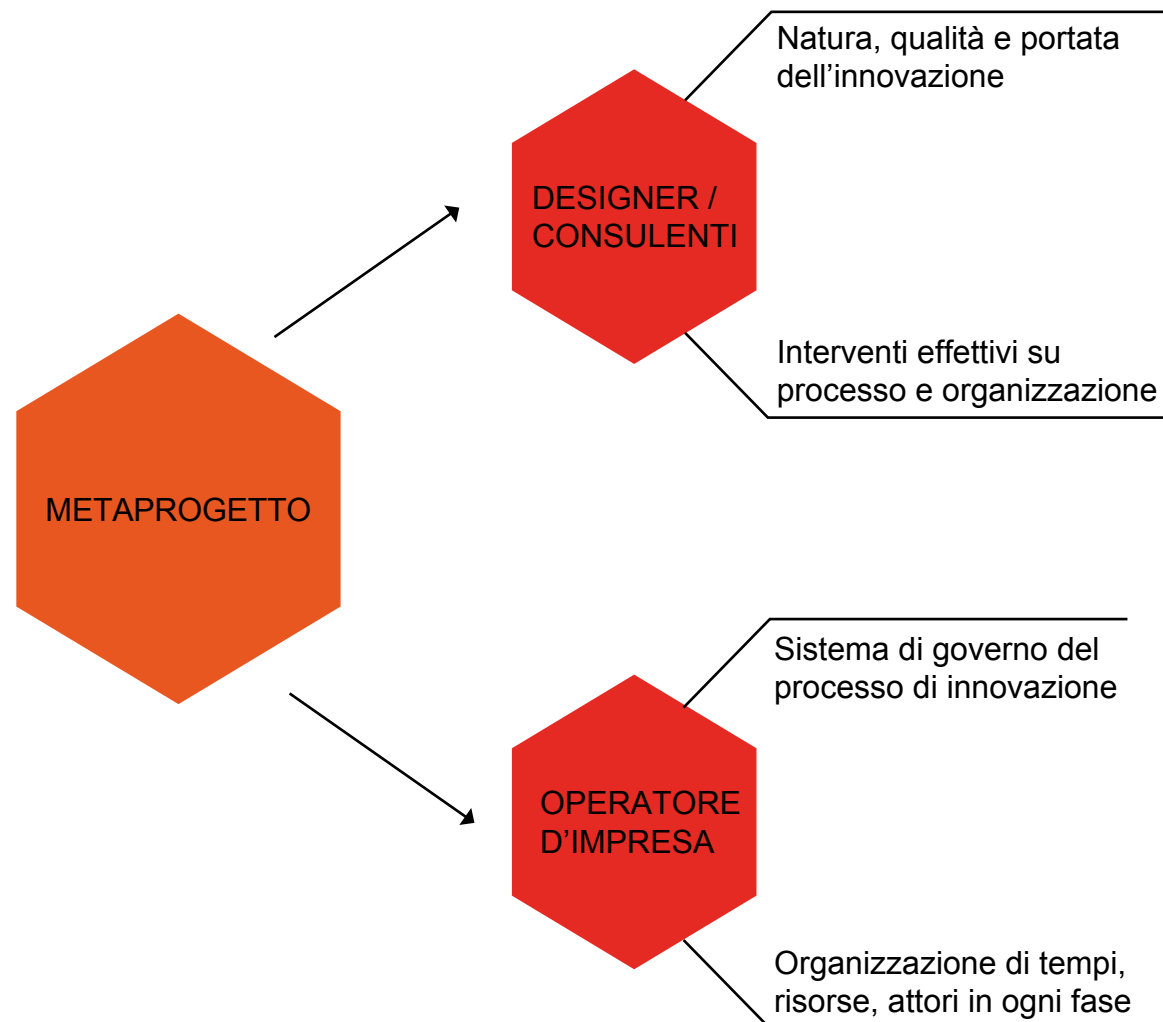 Natura, qualità e portata
dell’innovazione
DESIGNER /
CONSULENTI
Interventi effettivi su
processo e organizzazione
METAPROGETTO
Sistema di governo del
processo di innovazione
OPERATORE
D’IMPRESA
Organizzazione di tempi,
risorse, attori in ogni fase